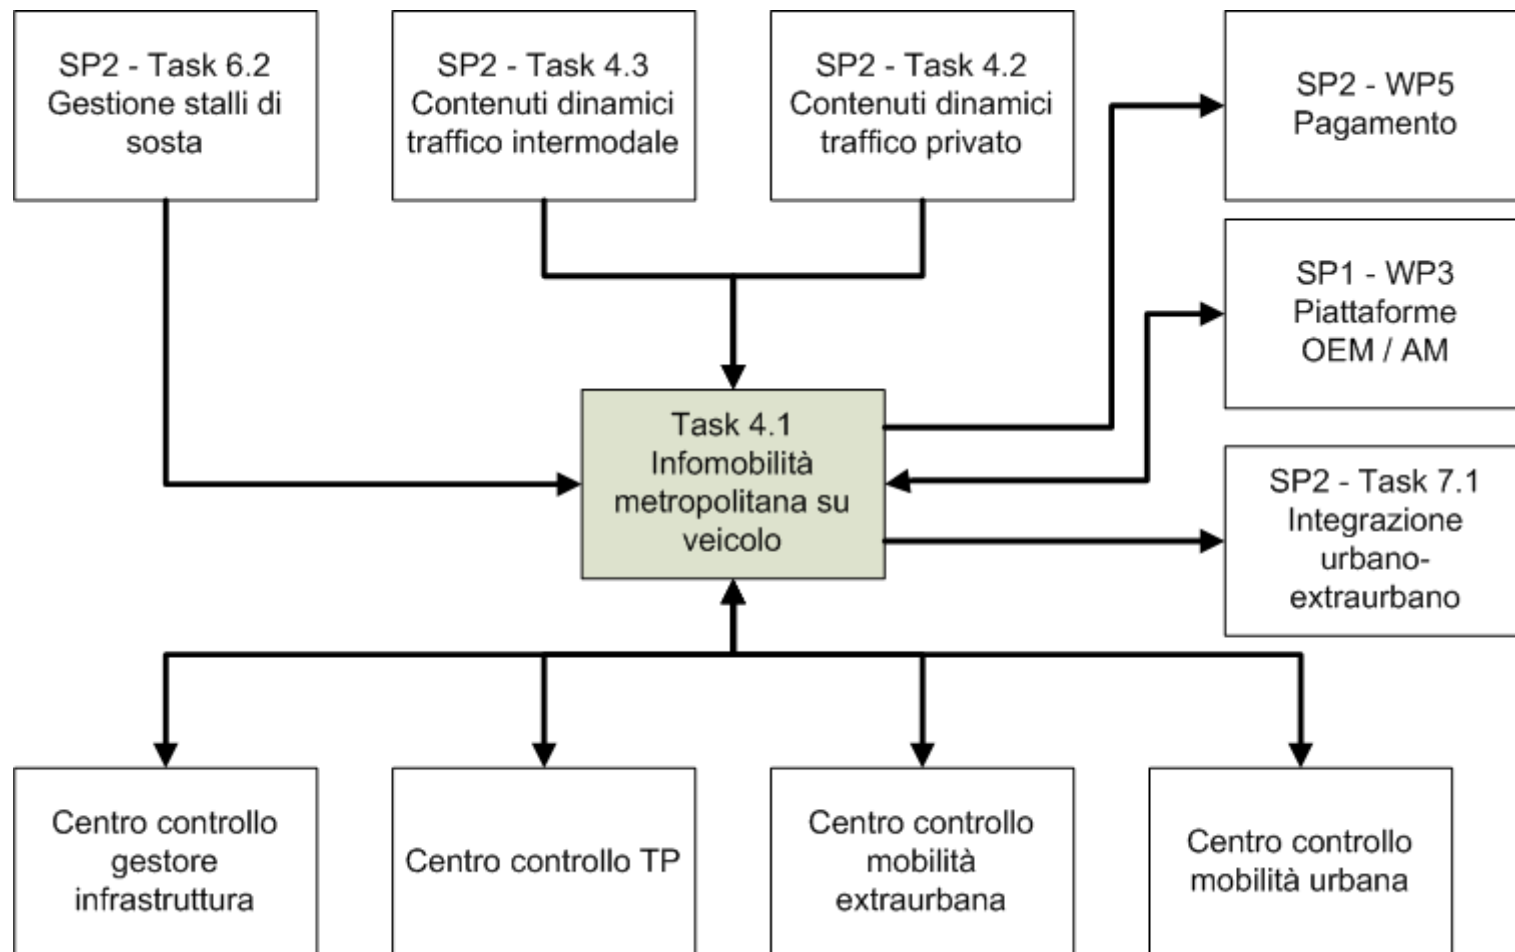 SP2 - Task 6.2
Gestione stalli di
sosta
SP2 - Task 4.3
Contenuti dinamici
traffico intermodale
SP2 - Task 4.2
Contenuti dinamici
traffico privato
SP2 - WP5
Pagamento
SP1 - WP3
Piattaforme
OEM / AM
Task 4.1
Infomobilità
metropolitana su
veicolo
SP2 - Task 7.1
Integrazione
urbano-
extraurbano
Centro controllo
gestore
infrastruttura
Centro controllo TP
Centro controllo
mobilità
extraurbana
Centro controllo
mobilità urbana